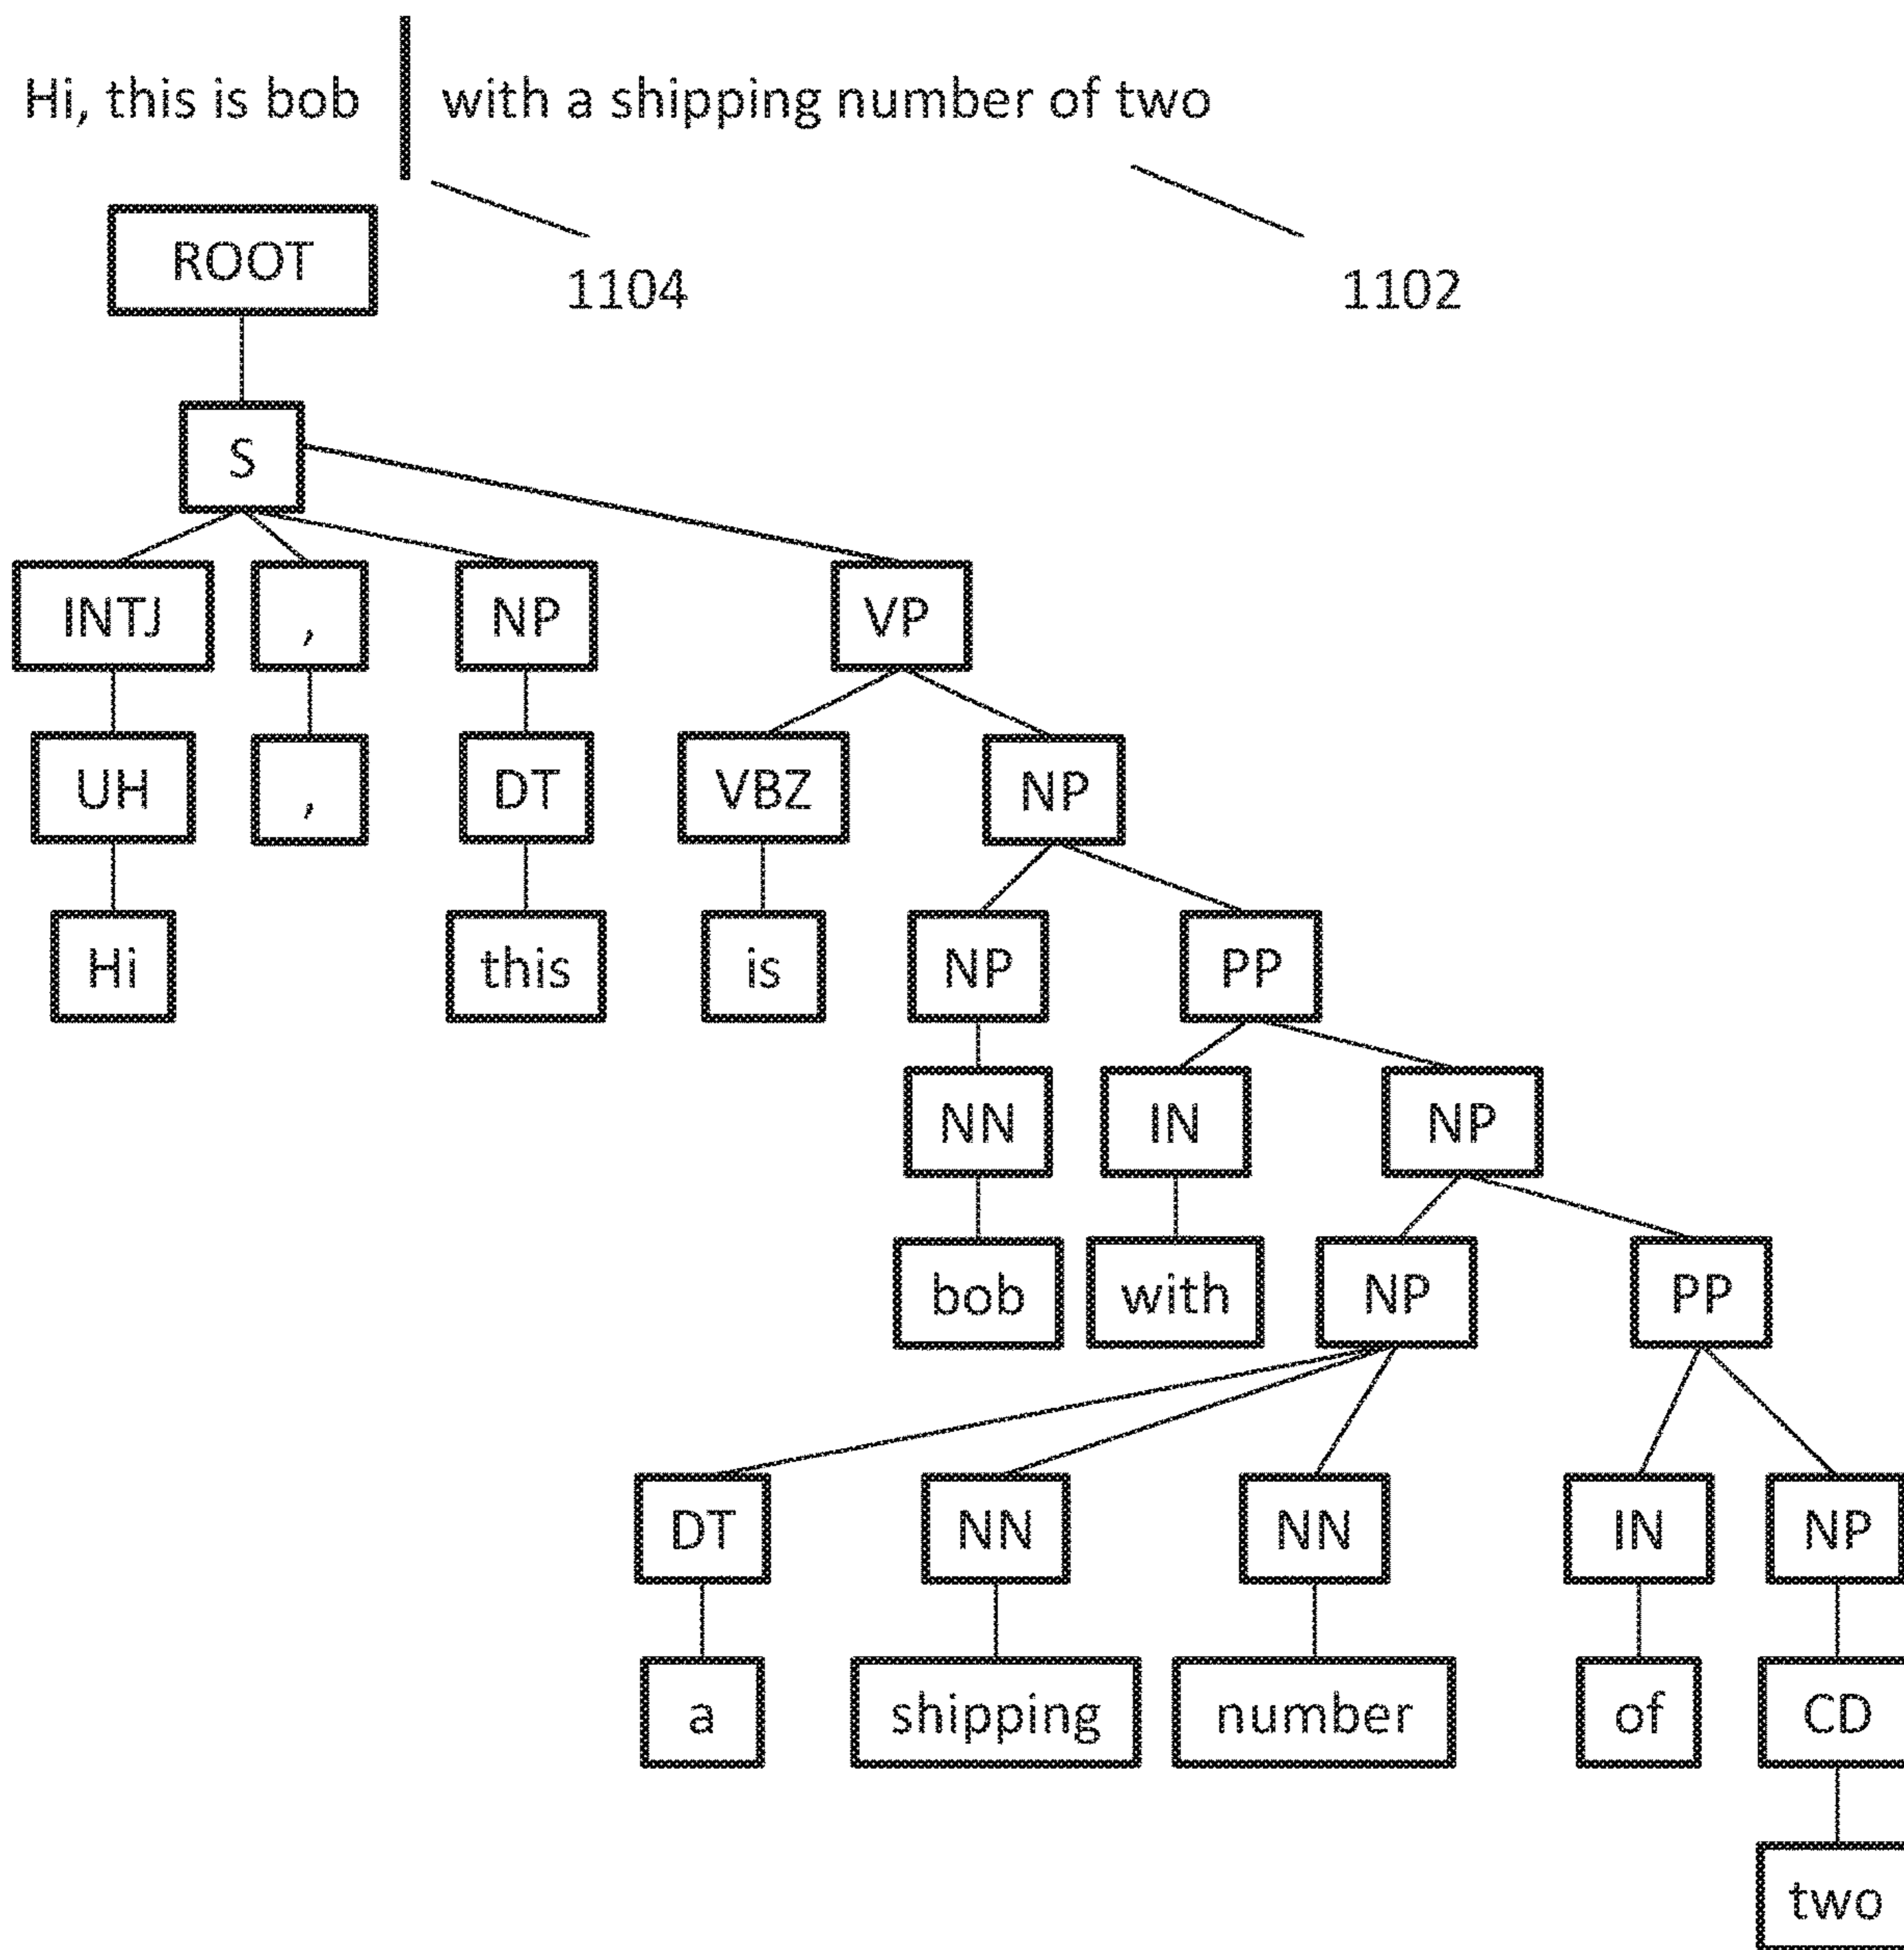 Hi, this is bob | with a shipping number of two
1104 1102
ROOT
S
INTJ , NP VP
UH , DT VBZ NP
Hi this is NP PP
NN IN NP
bob with NP PP
DT NN NN IN NP
a shipping number of CD
two